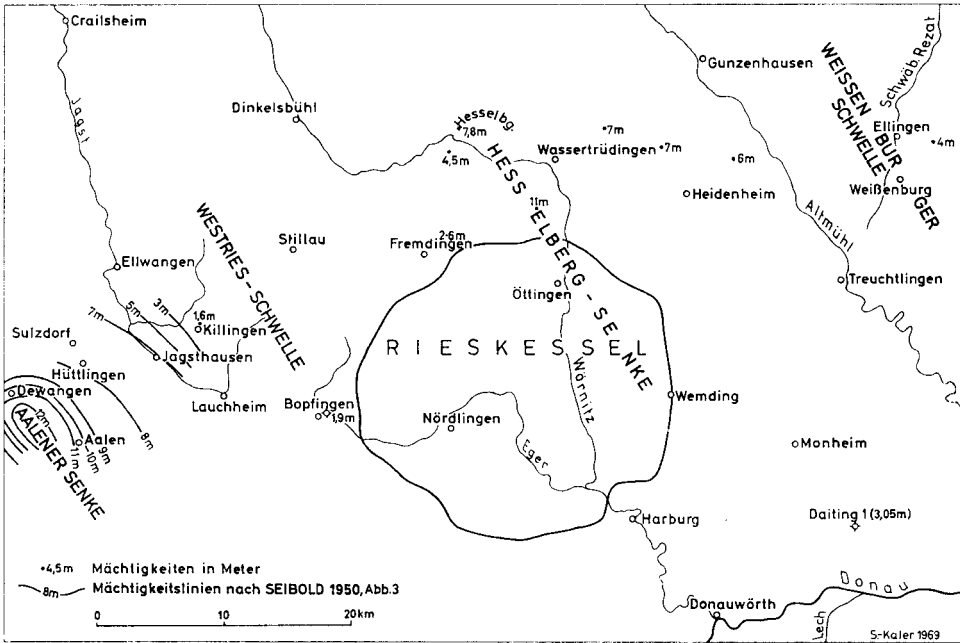 Crailsheim
Gunzenhausen
WEISSENBURGER
SCHWELLE
Schwäb. Rezat
Jagst
Dinkelsbühl
Hesselbg.
7,8m
7m
Ellingen
4m
4,5m
Wassertrüdingen
7m
6m
HESSELBERG-SENKE
Heidenheim
Weißenburg
11m
Altmühl
WESTRIES-SCHWELLE
Stillau
Fremdingen
2·6m
Ellwangen
Öttingen
Treuchtlingen
7m
5m
3m
1,6m
Killingen
Sulzdorf
RIESKESSEL
Jagsthausen
Hüttlingen
Dewangen
Lauchheim
Bopfingen
1,9m
Nördlingen
Wörnitz
Wemding
AALENER SENKE
12m
Aalen
8m
9m
10m
11m
Eger
Monheim
Harburg
Daiting 1 (3,05m)
4,5m Mächtigkeiten in Meter
8m Mächtigkeitslinien nach SEIBOLD 1950, Abb.3
0 10 20km
Donauwörth
Donau
Lech
S-Kaler 1969